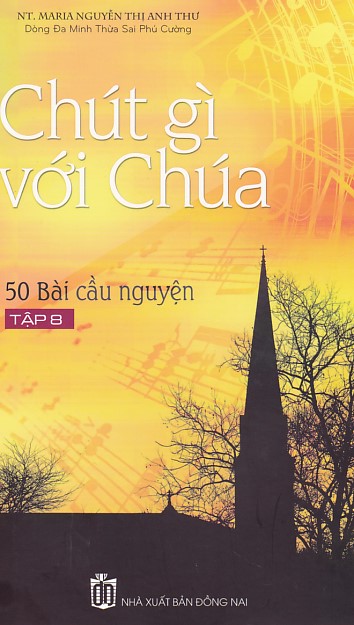 NT. MARIA NGUYỄN THỊ ANH THƯ
Dòng Đa Minh Thừa Sai Phú Cường
Chút gì
với Chúa
50 Bài cầu nguyện
TẬP 8
NHÀ XUẤT BẢN ĐỒNG NAI